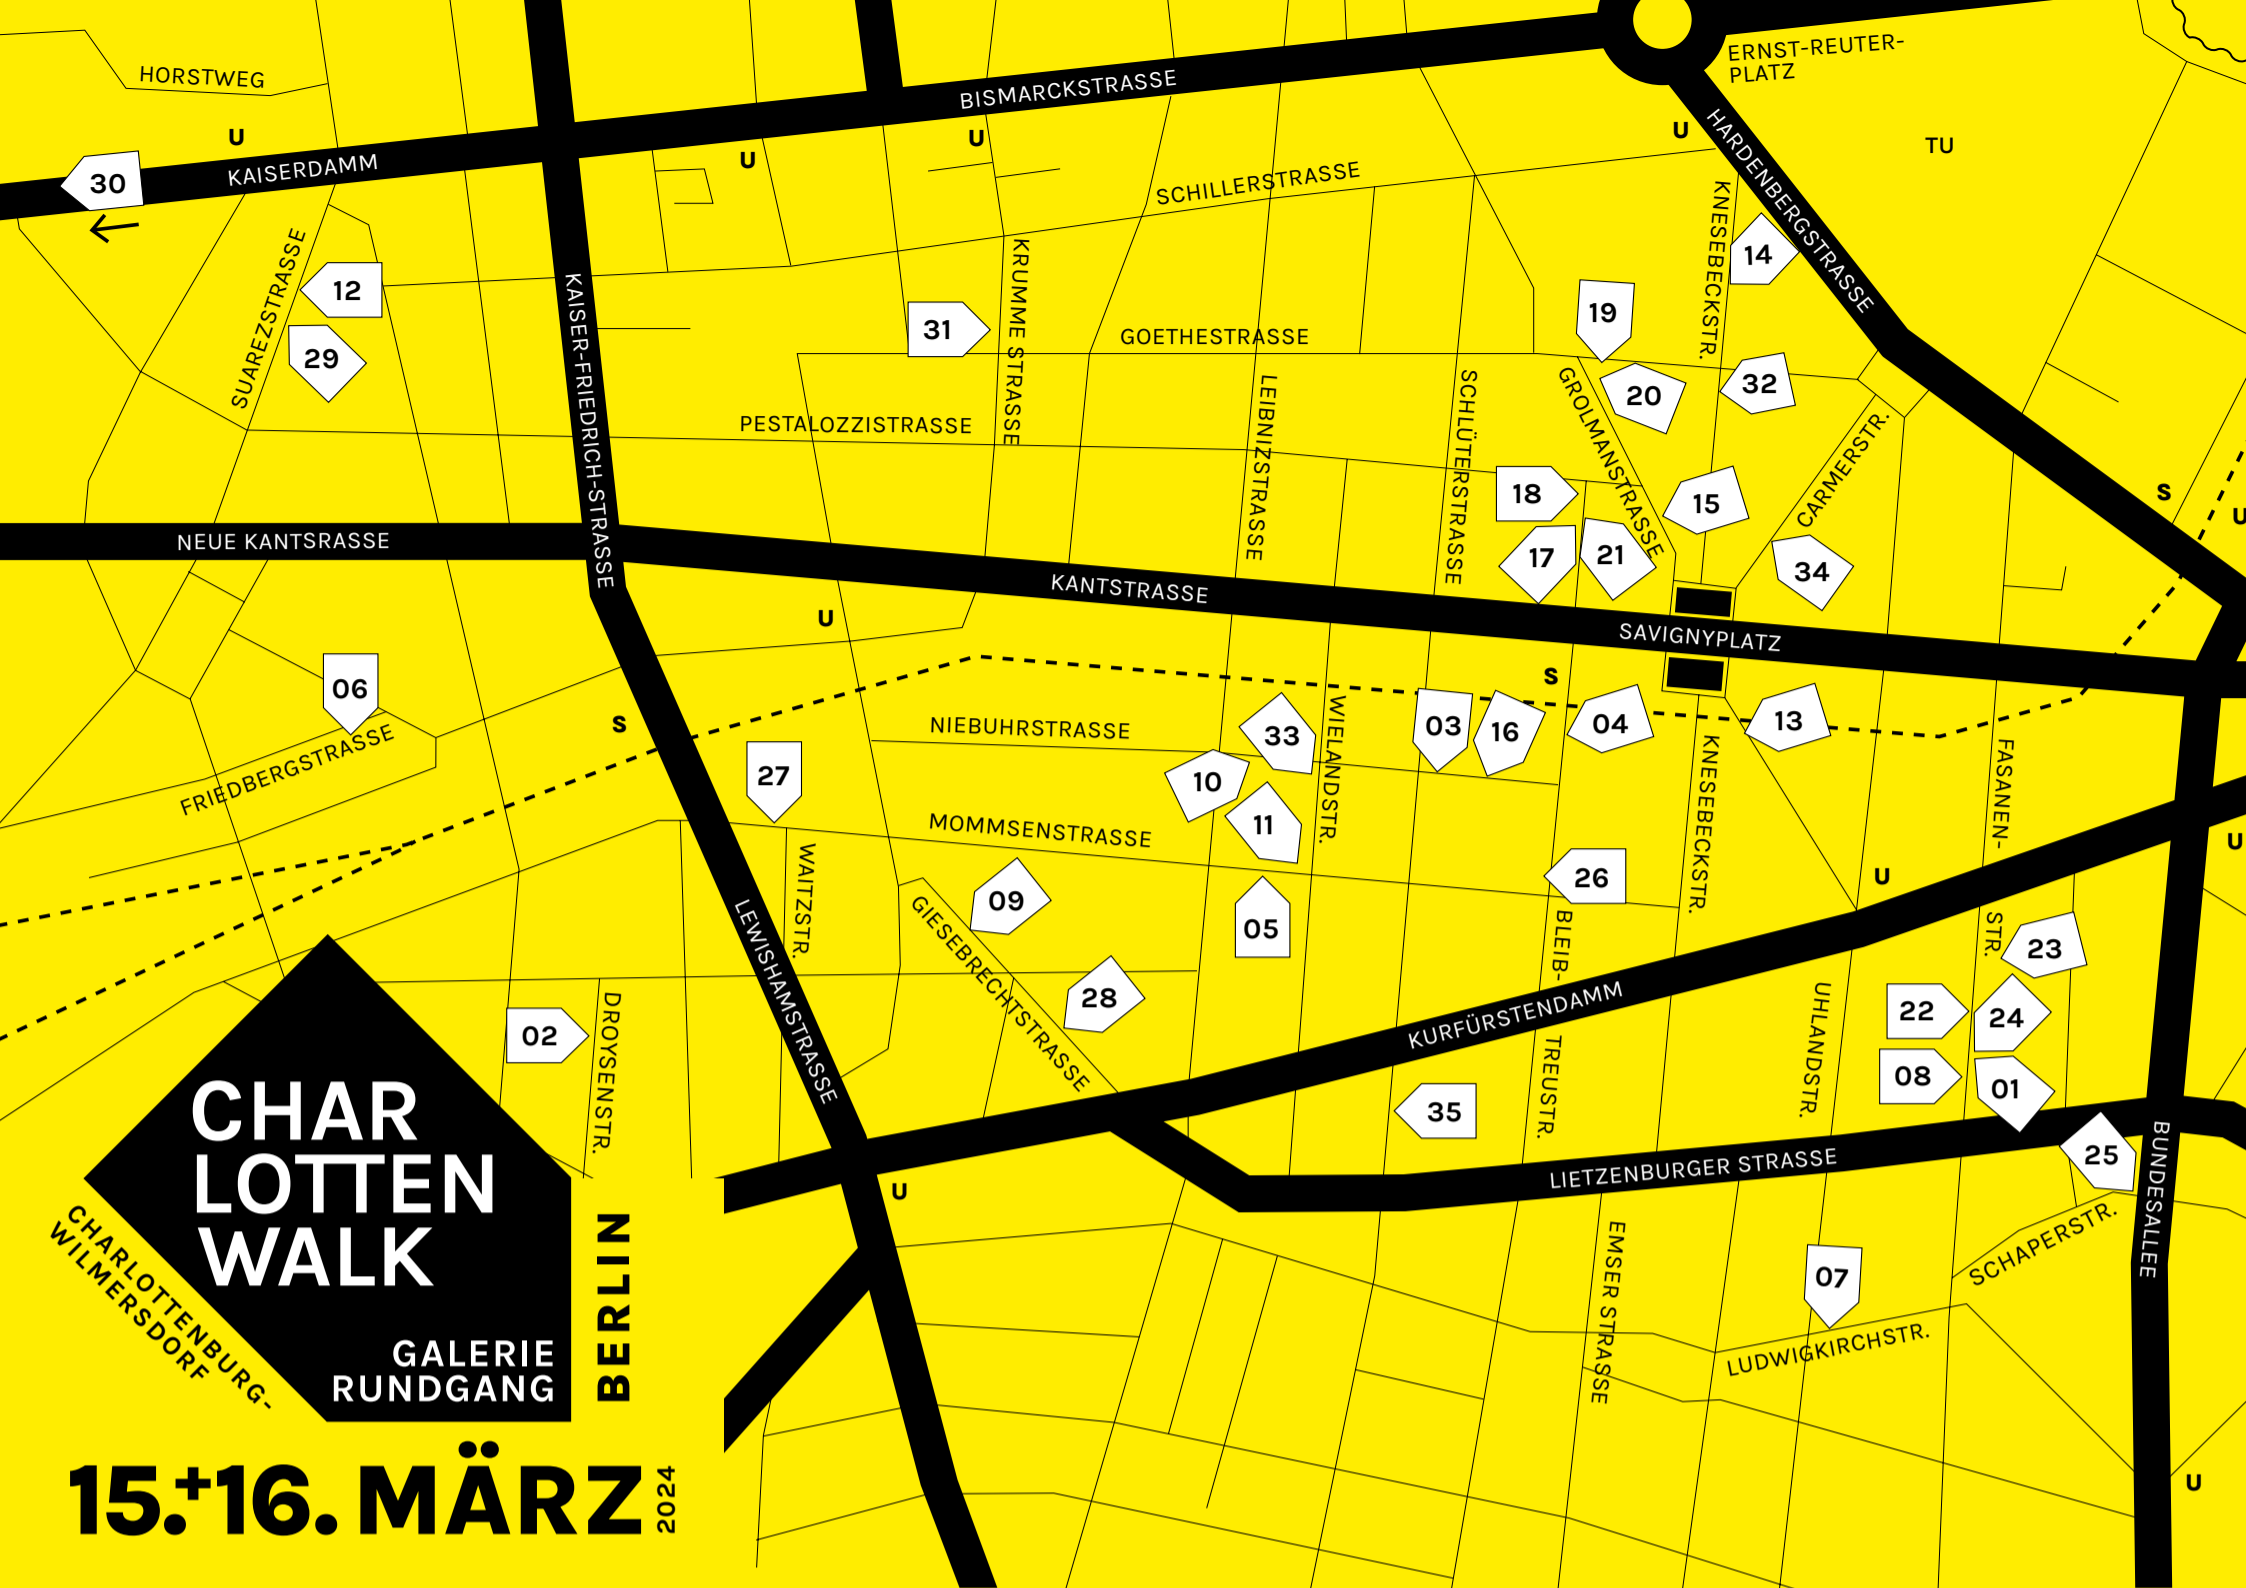 ERNST-REUTER-
PLATZ
HORSTWEG
BISMARCKSTRASSE
U
U
U
U
KAISERDAMM
30
HARDENBERGSTRASSE
TU
SCHILLERSTRASSE
KNESEBECKSTR.
14
SUAREZSTRASSE
12
29
KAISER-FRIEDRICH-STRASSE
KRUMME STRASSE
31
GOETHESTRASSE
19
20
32
PESTALOZZISTRASSE
LEIBNIZSTRASSE
SCHLÜTERSTRASSE
GROLMANSTRASSE
CARMERSTR.
18
15
17
21
34
S
U
NEUE KANTSRASSE
KANTSTRASSE
SAVIGNYPLATZ
U
S
S
06
FRIEDBERGSTRASSE
27
NIEBUHRSTRASSE
33
WIELANDSTR.
03
16
04
13
10
11
KNESEBECKSTR.
FASANEN-
STR.
MOMMSENSTRASSE
WAITZSTR.
09
GIESEBRECHTSTRASSE
05
26
U
U
BLEIB-
TREUSTR.
LEWISHAMSTRASSE
28
23
22
24
08
01
02
DROYSENSTR.
KURFÜRSTENDAMM
UHLANDSTR.
35
25
LIETZENBURGER STRASSE
BUNDESALLEE
U
SCHAPERSTR.
EMSER STRASSE
07
LUDWIGKIRCHSTR.
U
CHAR
LOTTEN
WALK
CHARLOTTENBURG-
WILMERSDORF
GALERIE
RUNDGANG
BERLIN
15.+16. MÄRZ
2024